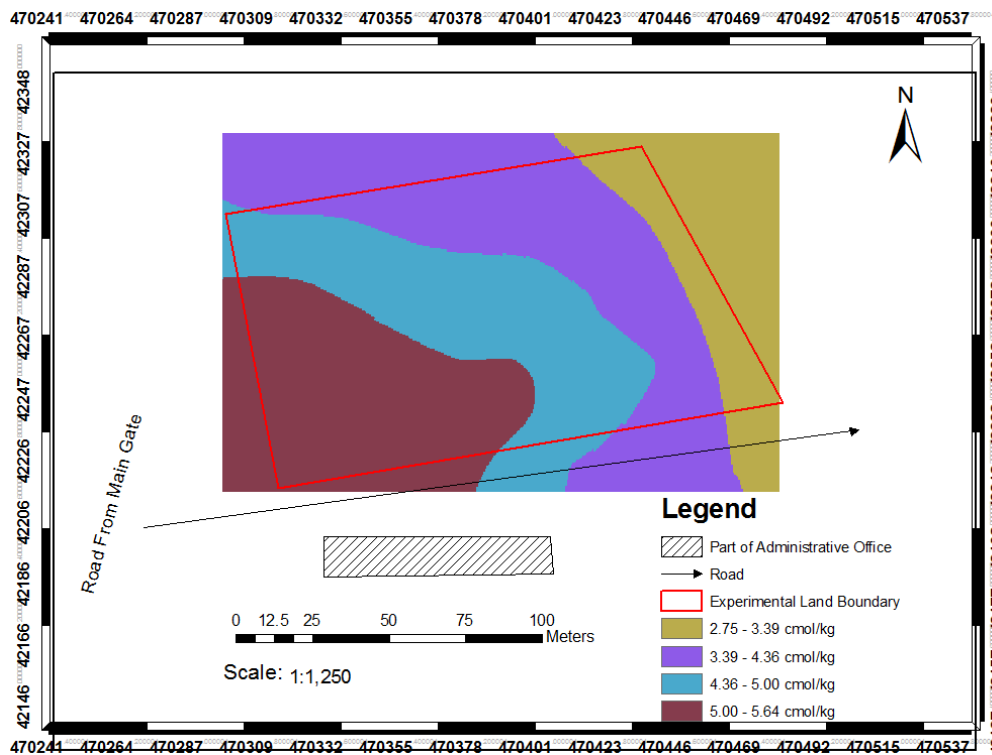 470241 470264 470287 470309 470332 470355 470378 470401 470423 470446 470469 470492 470515 470537
42348
42327
42307
42287
42267
42247
42226
42206
42186
42166
42146
N
Road From Main Gate
Legend
Part of Administrative Office
Road
Experimental Land Boundary
2.75 - 3.39 cmol/kg
3.39 - 4.36 cmol/kg
4.36 - 5.00 cmol/kg
5.00 - 5.64 cmol/kg
0 12.5 25 50 75 100
Meters
Scale: 1:1,250
470241 470264 470287 470309 470332 470355 470378 470401 470423 470446 470469 470492 470515 470537